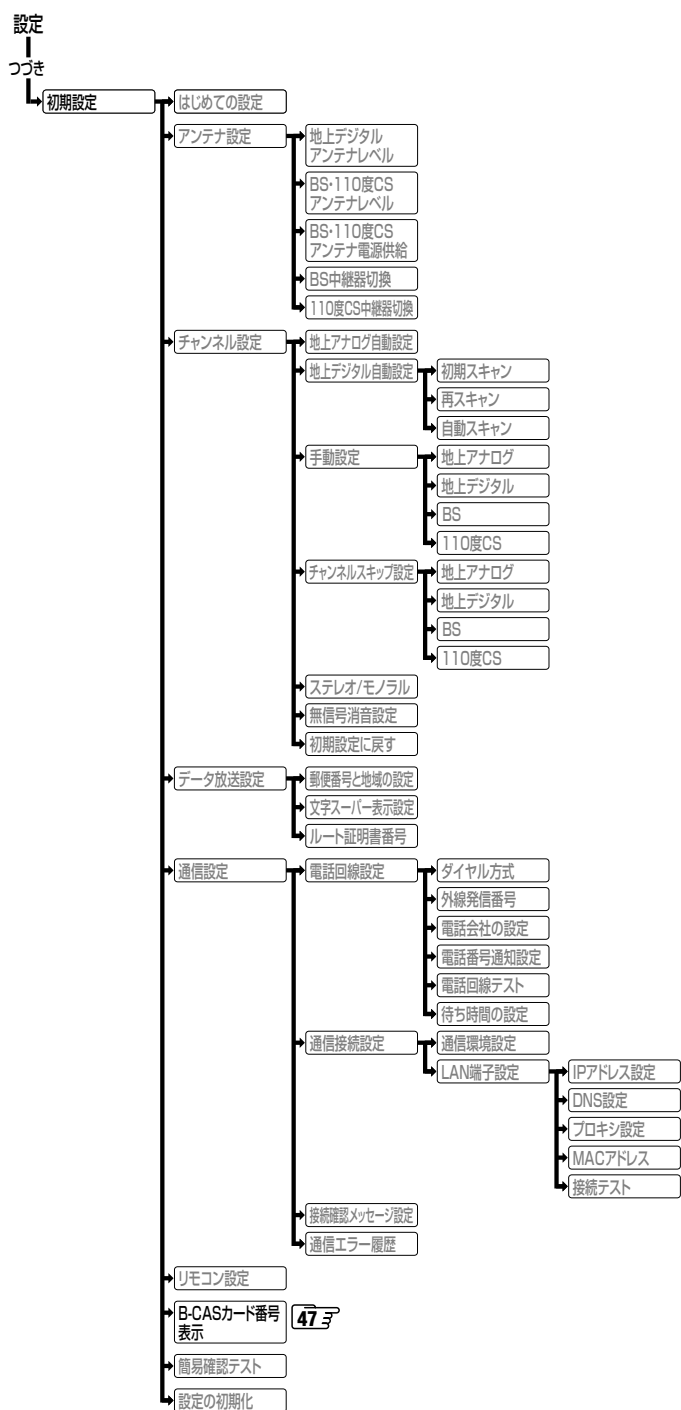 設定
つづき
初期設定
はじめての設定
アンテナ設定
地上デジタル
アンテナレベル
BS・110度CS
アンテナレベル
BS・110度CS
アンテナ電源供給
BS中継器切換
110度CS中継器切換
チャンネル設定
地上アナログ自動設定
地上デジタル自動設定
初期スキャン
再スキャン
自動スキャン
手動設定
地上アナログ
地上デジタル
BS
110度CS
チャンネルスキップ設定
地上アナログ
地上デジタル
BS
110度CS
ステレオ/モノラル
無信号消音設定
初期設定に戻す
データ放送設定
郵便番号と地域の設定
文字スーパー表示設定
ルート証明書番号
通信設定
電話回線設定
ダイヤル方式
外線発信番号
電話会社の設定
電話番号通知設定
電話回線テスト
待ち時間の設定
通信接続設定
通信環境設定
LAN端子設定
IPアドレス設定
DNS設定
プロキシ設定
MACアドレス
接続テスト
接続確認メッセージ設定
通信エラー履歴
リモコン設定
B-CASカード番号
表示
47
簡易確認テスト
設定の初期化